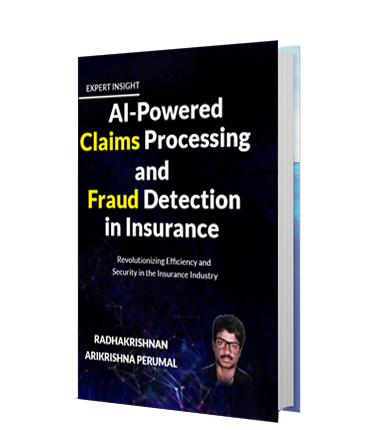 EXPERT INSIGHT
AI-Powered
Claims Processing
and
Fraud Detection
in Insurance
Revolutionizing Efficiency and
Security in the Insurance Industry
RADHAKRISHNAN
ARIKRISHNA PERUMAL